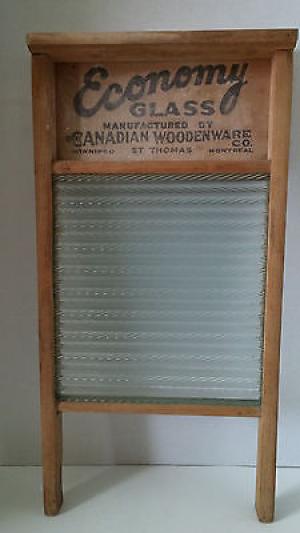 Economy
GLASS
MANUFACTURED BY
CANADIAN WOODENWARE
CO.
WINNIPEG ST THOMAS MONTREAL